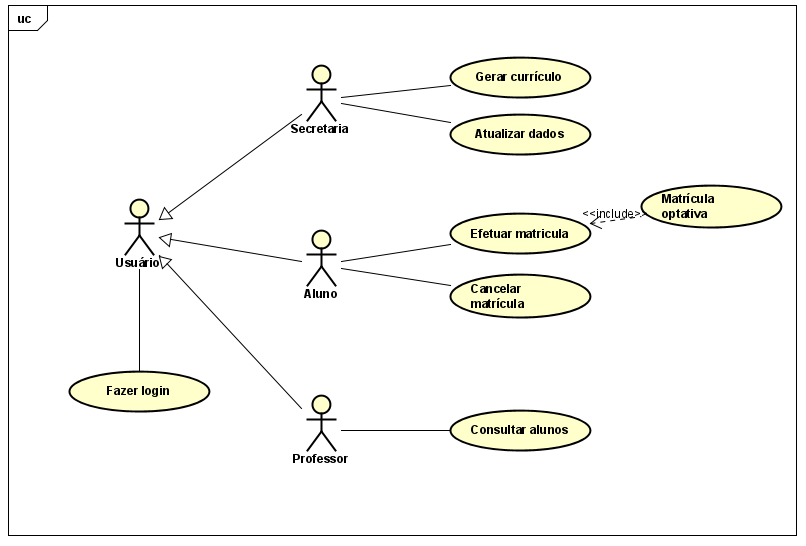 uc
Gerar currículo
Secretaria
Atualizar dados
Matrícula
optativa
<<include>>
Efetuar matricula
Usuário
Aluno
Cancelar
matrícula
Fazer login
Professor
Consultar alunos